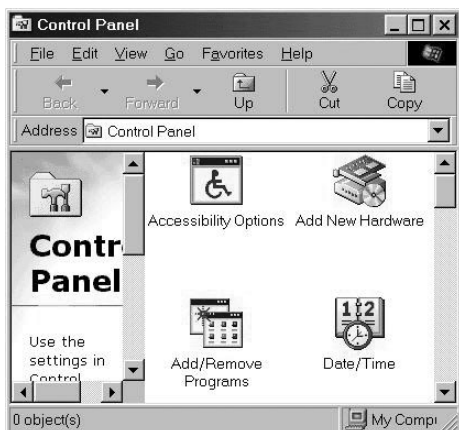 Control Panel
File Edit View Go Favorites Help
Back Forward Up Cut Copy
Address Control Panel
Contr
Panel
Use the
settings in
Control
Accessibility Options Add New Hardware
Add/Remove
Programs
Date/Time
0 object(s) My Comp